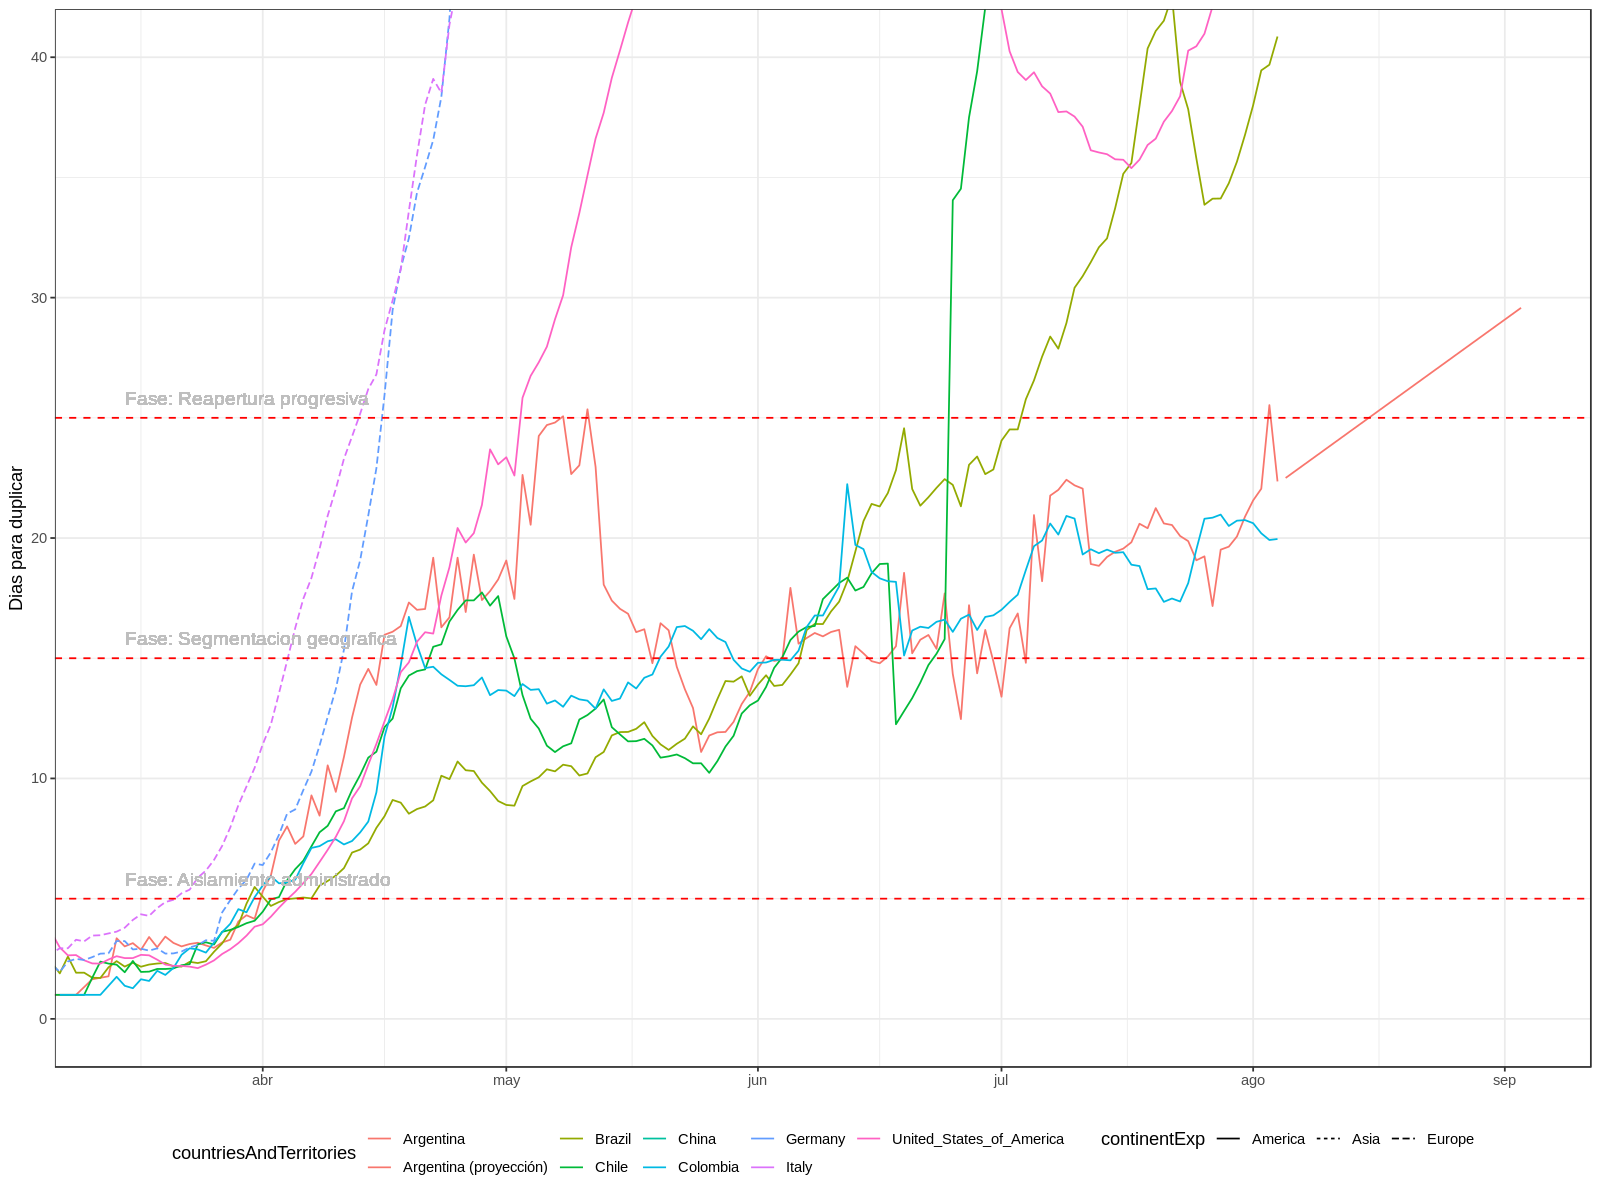 40
30
20
10
0
Dias para duplicar
Fase: Reapertura progresiva
Fase: Segmentacion geografica
Fase: Aislamiento administrado
abr may jun jul ago sep
countriesAndTerritories
Argentina Brazil China Germany United_States_of_America
Argentina (proyección) Chile Colombia Italy
continentExp America Asia Europe